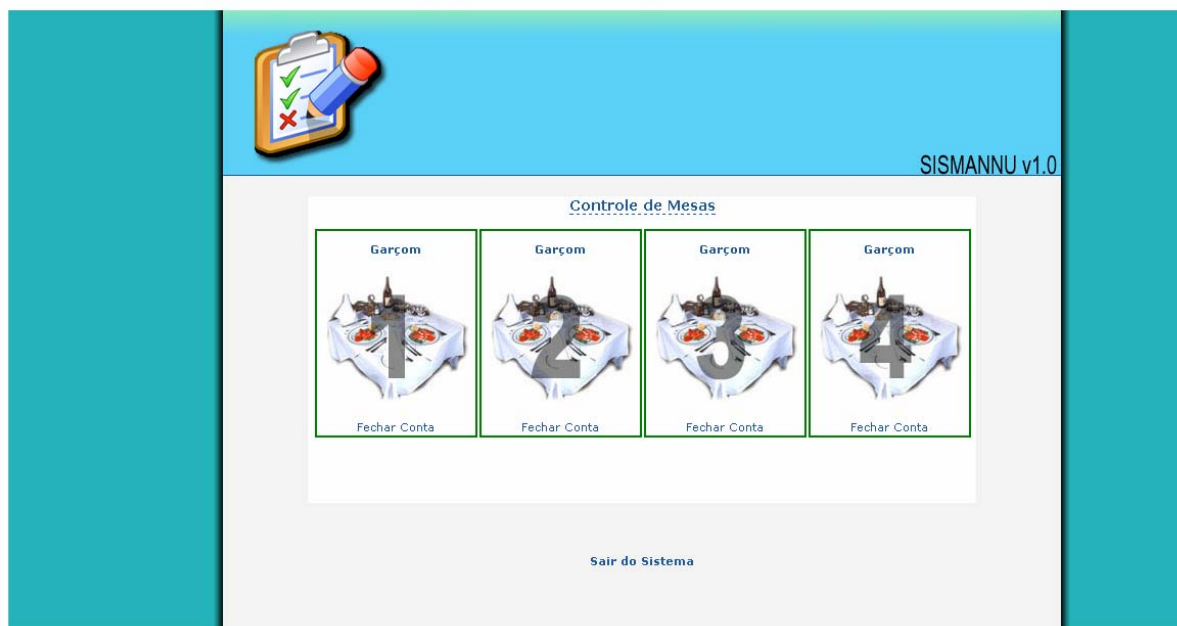 SISMANNU v1.0
Controle de Mesas
Garçom Garçom Garçom Garçom
1 2 3 4
Fechar Conta Fechar Conta Fechar Conta Fechar Conta
Sair do Sistema